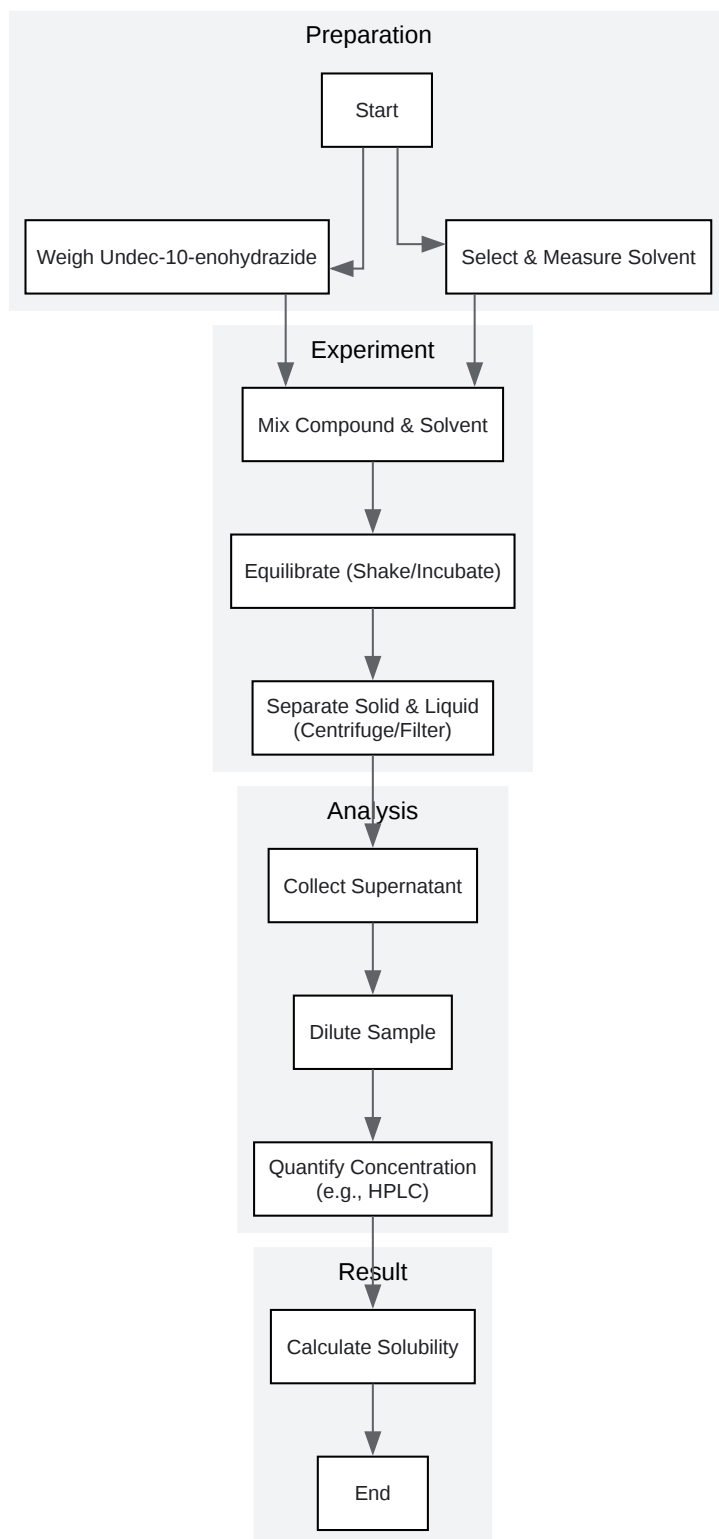 Preparation
Start
Weigh Undec-10-enohydrazide
Select & Measure Solvent
Experiment
Mix Compound & Solvent
Equilibrate (Shake/Incubate)
Separate Solid & Liquid
(Centrifuge/Filter)
Analysis
Collect Supernatant
Dilute Sample
Quantify Concentration
(e.g., HPLC)
Result
Calculate Solubility
End